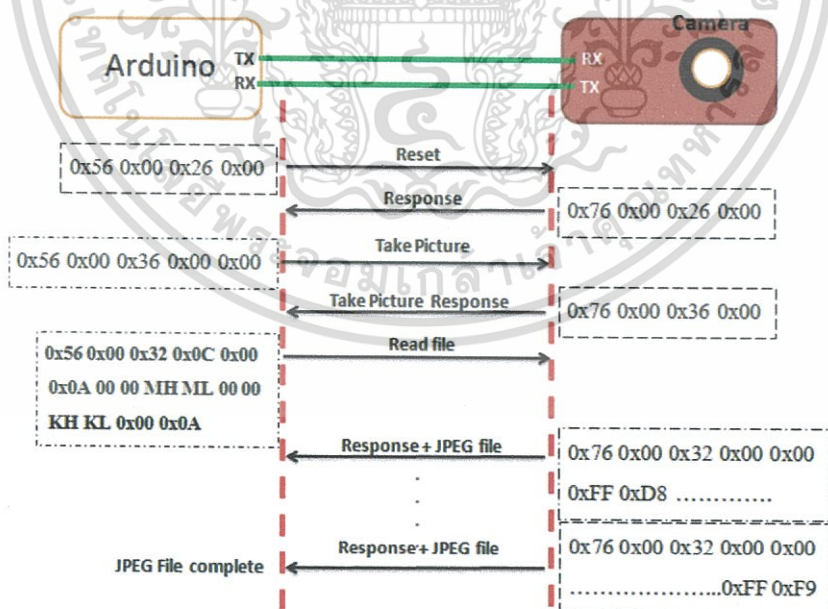 Camera
Arduino TX RX
RX TX
Reset
0x56 0x00 0x26 0x00
Response
0x76 0x00 0x26 0x00
Take Picture
0x56 0x00 0x36 0x00 0x00
Take Picture Response
0x76 0x00 0x36 0x00
Read file
0x56 0x00 0x32 0x0C 0x00
0x0A 00 00 MH ML 00 00
KH KL 0x00 0x0A
Response + JPEG file
0x76 0x00 0x32 0x00 0x00
0xFF 0xD8 .............
Response + JPEG file
JPEG File complete
0x76 0x00 0x32 0x00 0x00
......................0xFF 0xF9